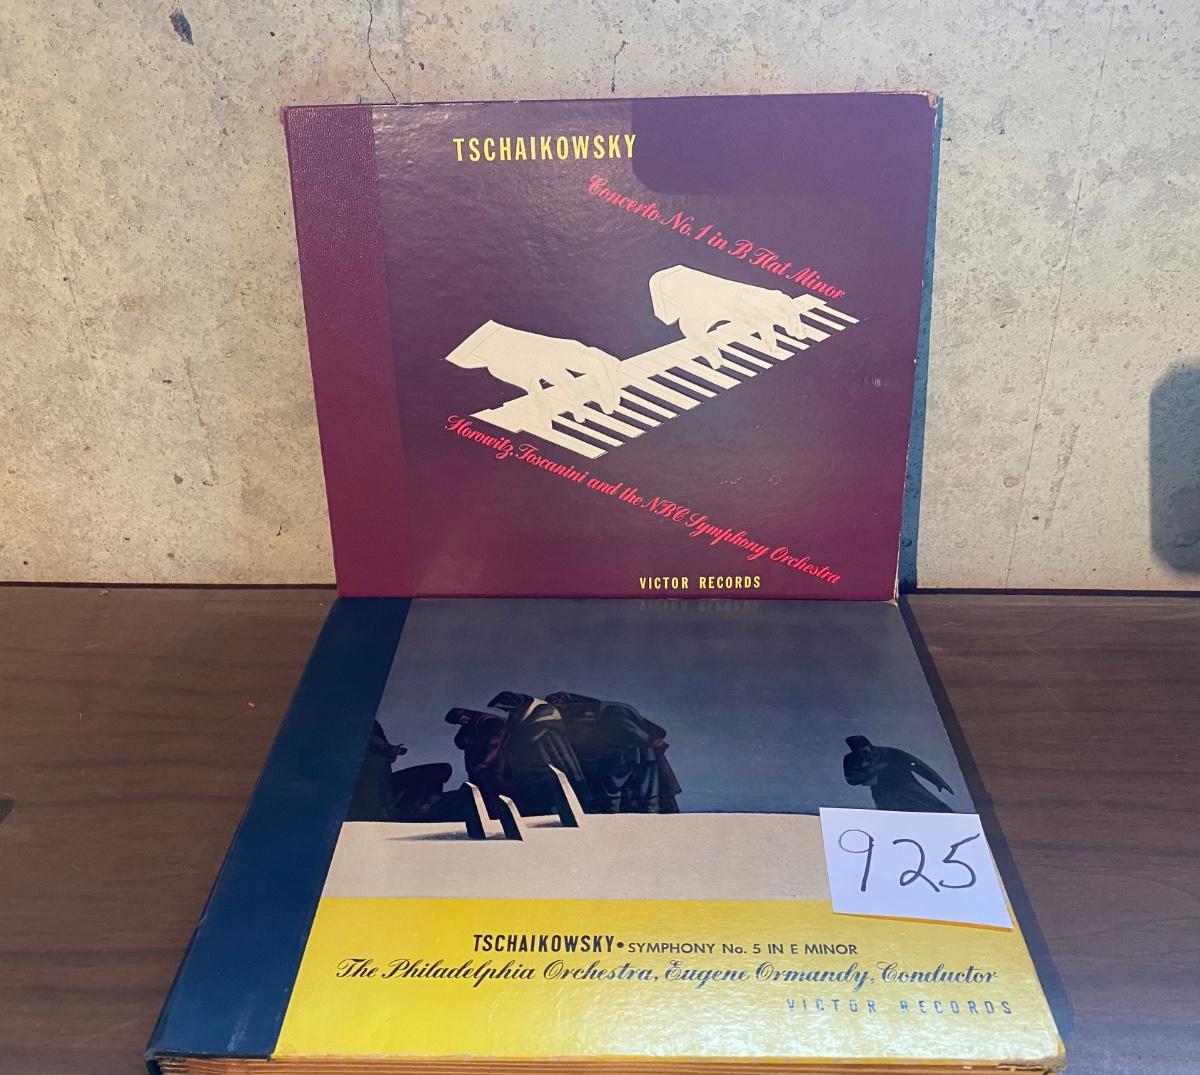 TSCHAIKOWSKY
Concerto No. 1 in B Flat Minor
Horowitz, Toscanini and the NBC Symphony Orchestra
VICTOR RECORDS
925
TSCHAIKOWSKY • SYMPHONY No. 5 IN E MINOR
The Philadelphia Orchestra, Eugene Ormandy, Conductor
VICTOR RECORDS